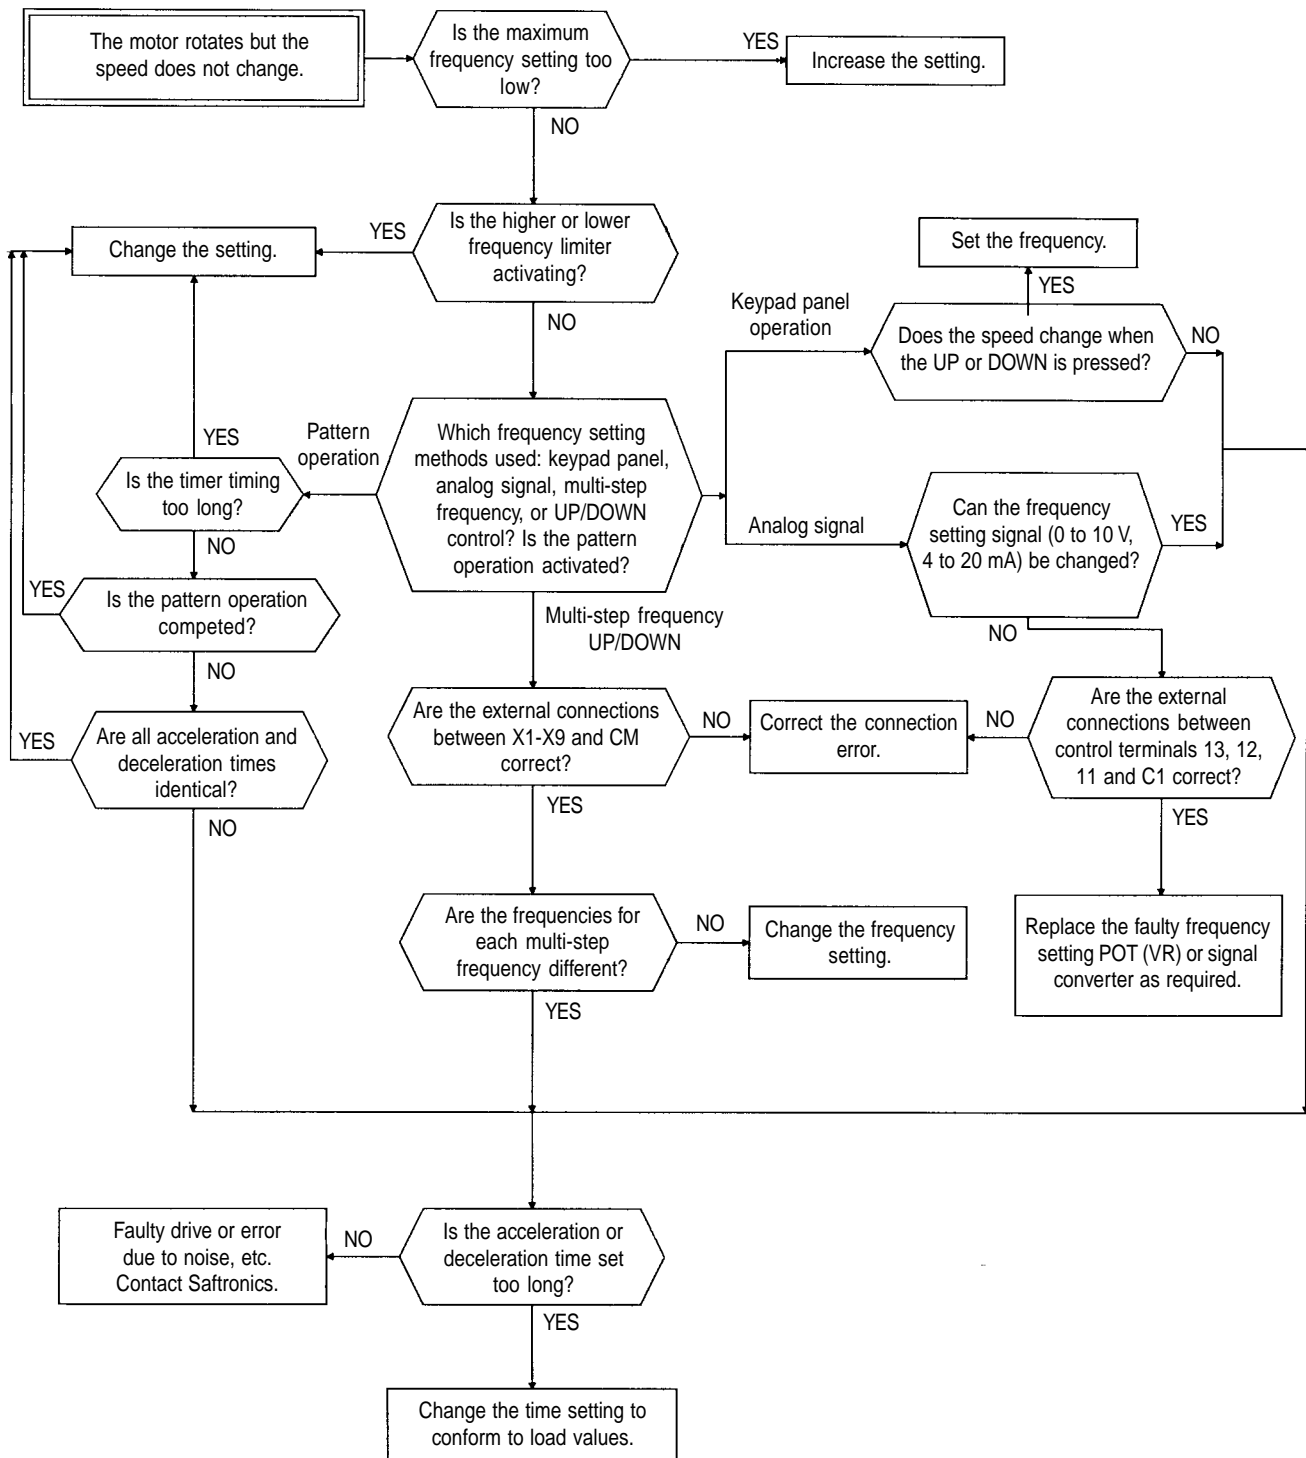 The motor rotates but the
speed does not change.
Is the maximum
frequency setting too
low?
YES
Increase the setting.
NO
Is the higher or lower
frequency limiter
activating?
YES
Change the setting.
NO
Set the frequency.
YES
Keypad panel
operation
Does the speed change when
the UP or DOWN is pressed?
NO
Which frequency setting
methods used: keypad panel,
analog signal, multi-step
frequency, or UP/DOWN
control? Is the pattern
operation activated?
Pattern
operation
YES
Is the timer timing
too long?
NO
Analog signal
Can the frequency
setting signal (0 to 10 V,
4 to 20 mA) be changed?
YES
NO
YES
Is the pattern operation
competed?
NO
Multi-step frequency
UP/DOWN
YES
Are all acceleration and
deceleration times
identical?
NO
Are the external connections
between X1-X9 and CM
correct?
NO
Correct the connection
error.
NO
Are the external
connections between
control terminals 13, 12,
11 and C1 correct?
YES
YES
Are the frequencies for
each multi-step
frequency different?
NO
Change the frequency
setting.
Replace the faulty frequency
setting POT (VR) or signal
converter as required.
YES
Is the acceleration or
deceleration time set
too long?
NO
Faulty drive or error
due to noise, etc.
Contact Saftronics.
YES
Change the time setting to
conform to load values.